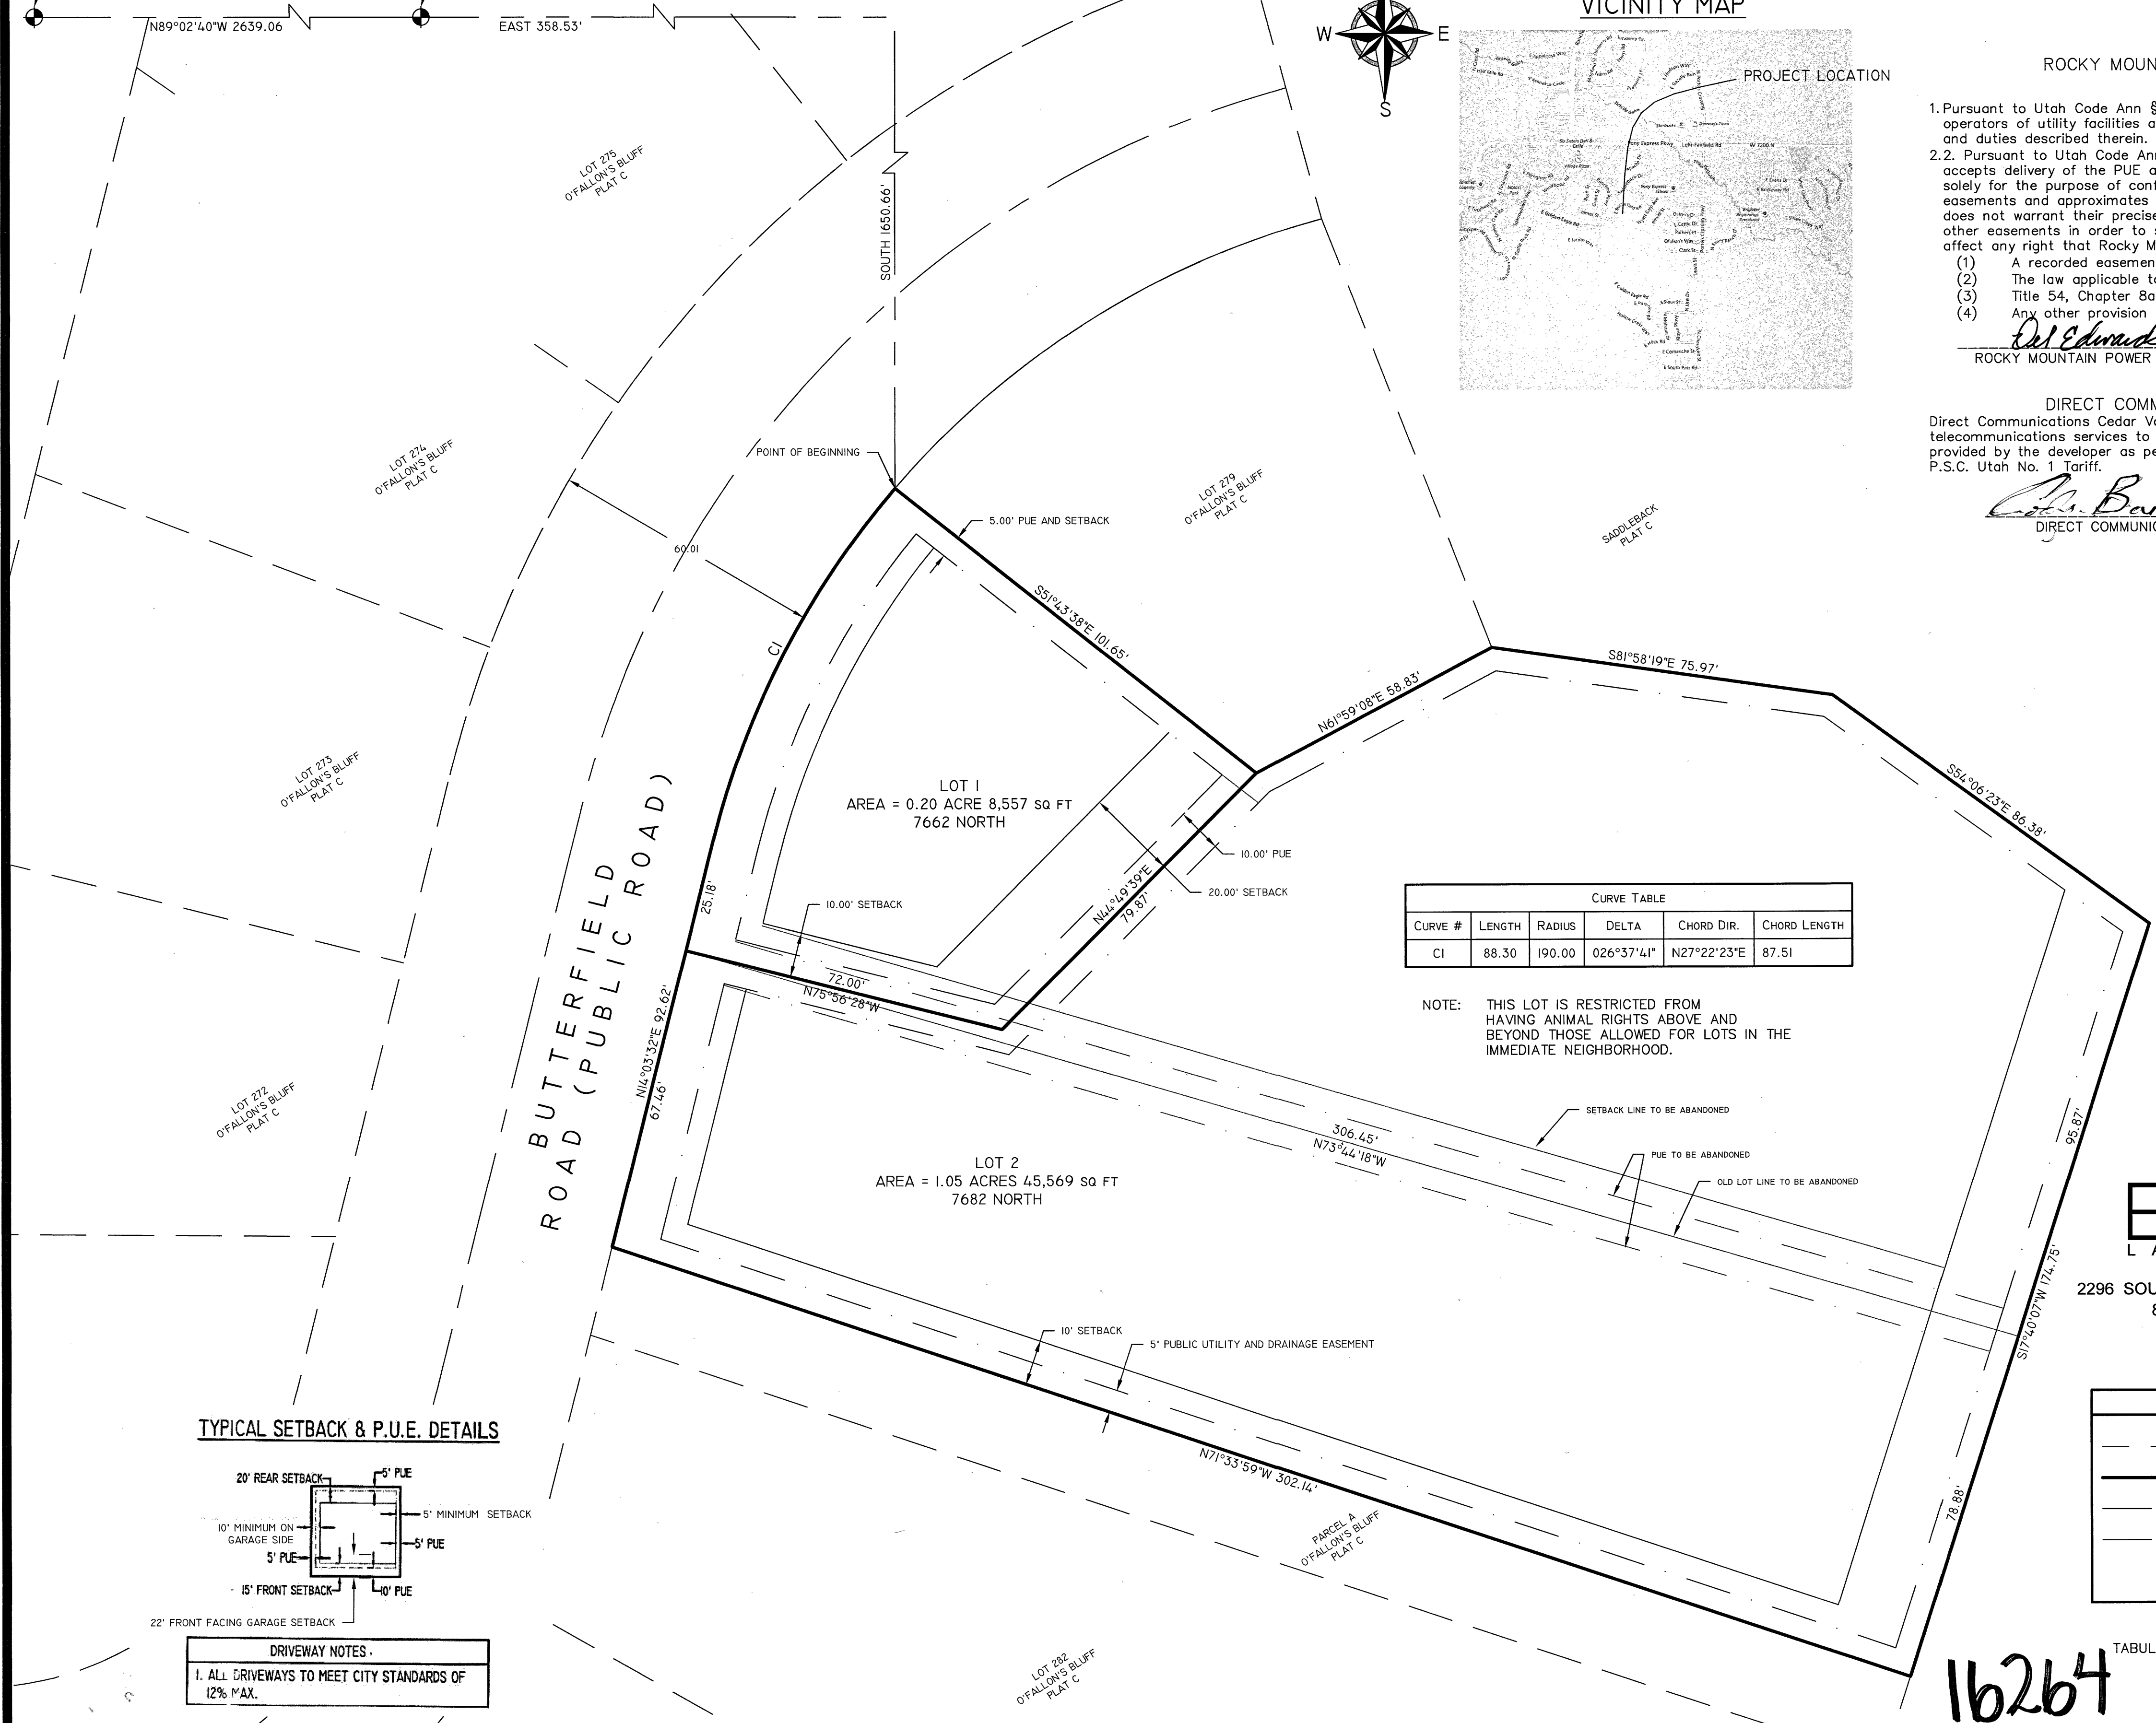 N89°02'40"W 2639.06
EAST 358.53'
SOUTH 1650.66'
W
E
S
VICINITY MAP
PROJECT LOCATION
ROCKY MOUN
1. Pursuant to Utah Code Ann §
operators of utility facilities a
and duties described therein.
2.2. Pursuant to Utah Code Ann
accepts delivery of the PUE a
solely for the purpose of conf
easements and approximates
does not warrant their precise
other easements in order to s
affect any right that Rocky M
(1) A recorded easemen
(2) The law applicable to
(3) Title 54, Chapter 8a
(4) Any other provision
Del Edwards
ROCKY MOUNTAIN POWER
DIRECT COMM
Direct Communications Cedar Va
telecommunications services to
provided by the developer as pe
P.S.C. Utah No. 1 Tariff.
DIRECT COMMUNIC
LOT 275
O'FALLON'S BLUFF
PLAT C
LOT 274
O'FALLON'S BLUFF
PLAT C
POINT OF BEGINNING
60.01
5.00' PUE AND SETBACK
LOT 279
O'FALLON'S BLUFF
PLAT C
SADDLEBACK
PLAT C
C1
S51°43'38"E 101.65'
N61°59'08"E 58.83'
S81°58'19"E 75.97'
S54°06'23"E 86.38'
LOT 273
O'FALLON'S BLUFF
PLAT C
LOT 1
AREA = 0.20 ACRE 8,557 SQ FT
7662 NORTH
10.00' PUE
20.00' SETBACK
10.00' SETBACK
25.18'
N44°49'39"E
79.87'
72.00'
N75°56'28"W
CURVE TABLE
CURVE # LENGTH RADIUS DELTA CHORD DIR. CHORD LENGTH
C1 88.30 190.00 026°37'41" N27°22'23"E 87.51
NOTE: THIS LOT IS RESTRICTED FROM
HAVING ANIMAL RIGHTS ABOVE AND
BEYOND THOSE ALLOWED FOR LOTS IN THE
IMMEDIATE NEIGHBORHOOD.
BUTTERFIELD
ROAD (PUBLIC ROAD)
N14°03'32"E 92.62'
67.46'
LOT 272
O'FALLON'S BLUFF
PLAT C
SETBACK LINE TO BE ABANDONED
306.45'
N73°44'18"W
PUE TO BE ABANDONED
OLD LOT LINE TO BE ABANDONED
95.87'
LOT 2
AREA = 1.05 ACRES 45,569 SQ FT
7682 NORTH
S17°40'07"W 174.75'
L A
2296 SOU
10' SETBACK
5' PUBLIC UTILITY AND DRAINAGE EASEMENT
N71°33'59"W 302.14'
78.88'
PARCEL A
O'FALLON'S BLUFF
PLAT C
TYPICAL SETBACK & P.U.E. DETAILS
20' REAR SETBACK
5' PUE
5' MINIMUM SETBACK
10' MINIMUM ON
GARAGE SIDE
5' PUE
5' PUE
15' FRONT SETBACK
10' PUE
22' FRONT FACING GARAGE SETBACK
DRIVEWAY NOTES
1. ALL DRIVEWAYS TO MEET CITY STANDARDS OF
12% MAX.
LOT 282
O'FALLON'S BLUFF
PLAT C
TABUL
16264